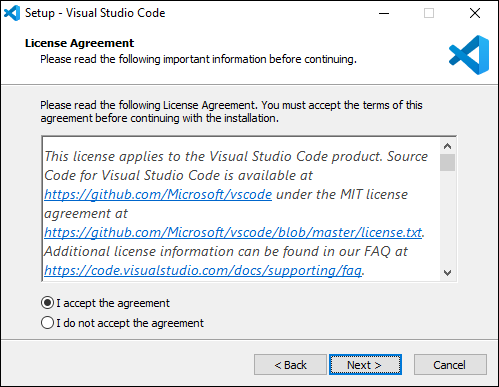 Setup - Visual Studio Code
License Agreement
Please read the following important information before continuing.
Please read the following License Agreement. You must accept the terms of this
agreement before continuing with the installation.
This license applies to the Visual Studio Code product. Source
Code for Visual Studio Code is available at
https://github.com/Microsoft/vscode under the MIT license
agreement at
https://github.com/Microsoft/vscode/blob/master/license.txt.
Additional license information can be found in our FAQ at
https://code.visualstudio.com/docs/supporting/faq.
I accept the agreement
I do not accept the agreement
< Back Next > Cancel